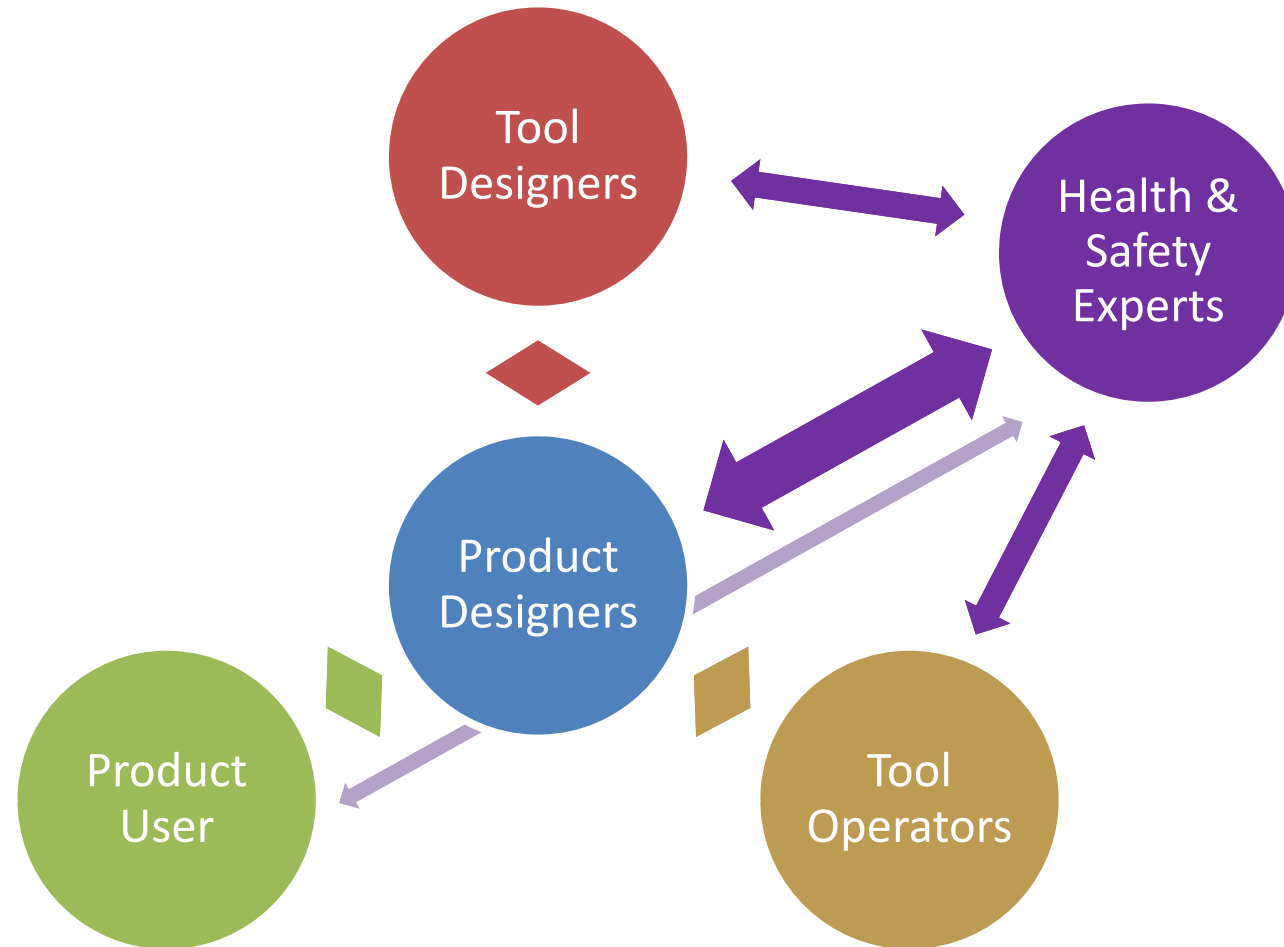 Tool
Designers
Health &
Safety
Experts
Product
Designers
Product
User
Tool
Operators